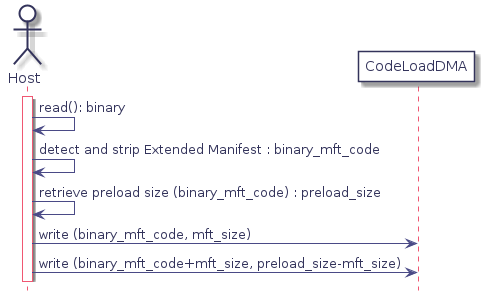 Host
CodeLoadDMA
read(): binary
detect and strip Extended Manifest : binary_mft_code
retrieve preload size (binary_mft_code) : preload_size
write (binary_mft_code, mft_size)
write (binary_mft_code+mft_size, preload_size-mft_size)